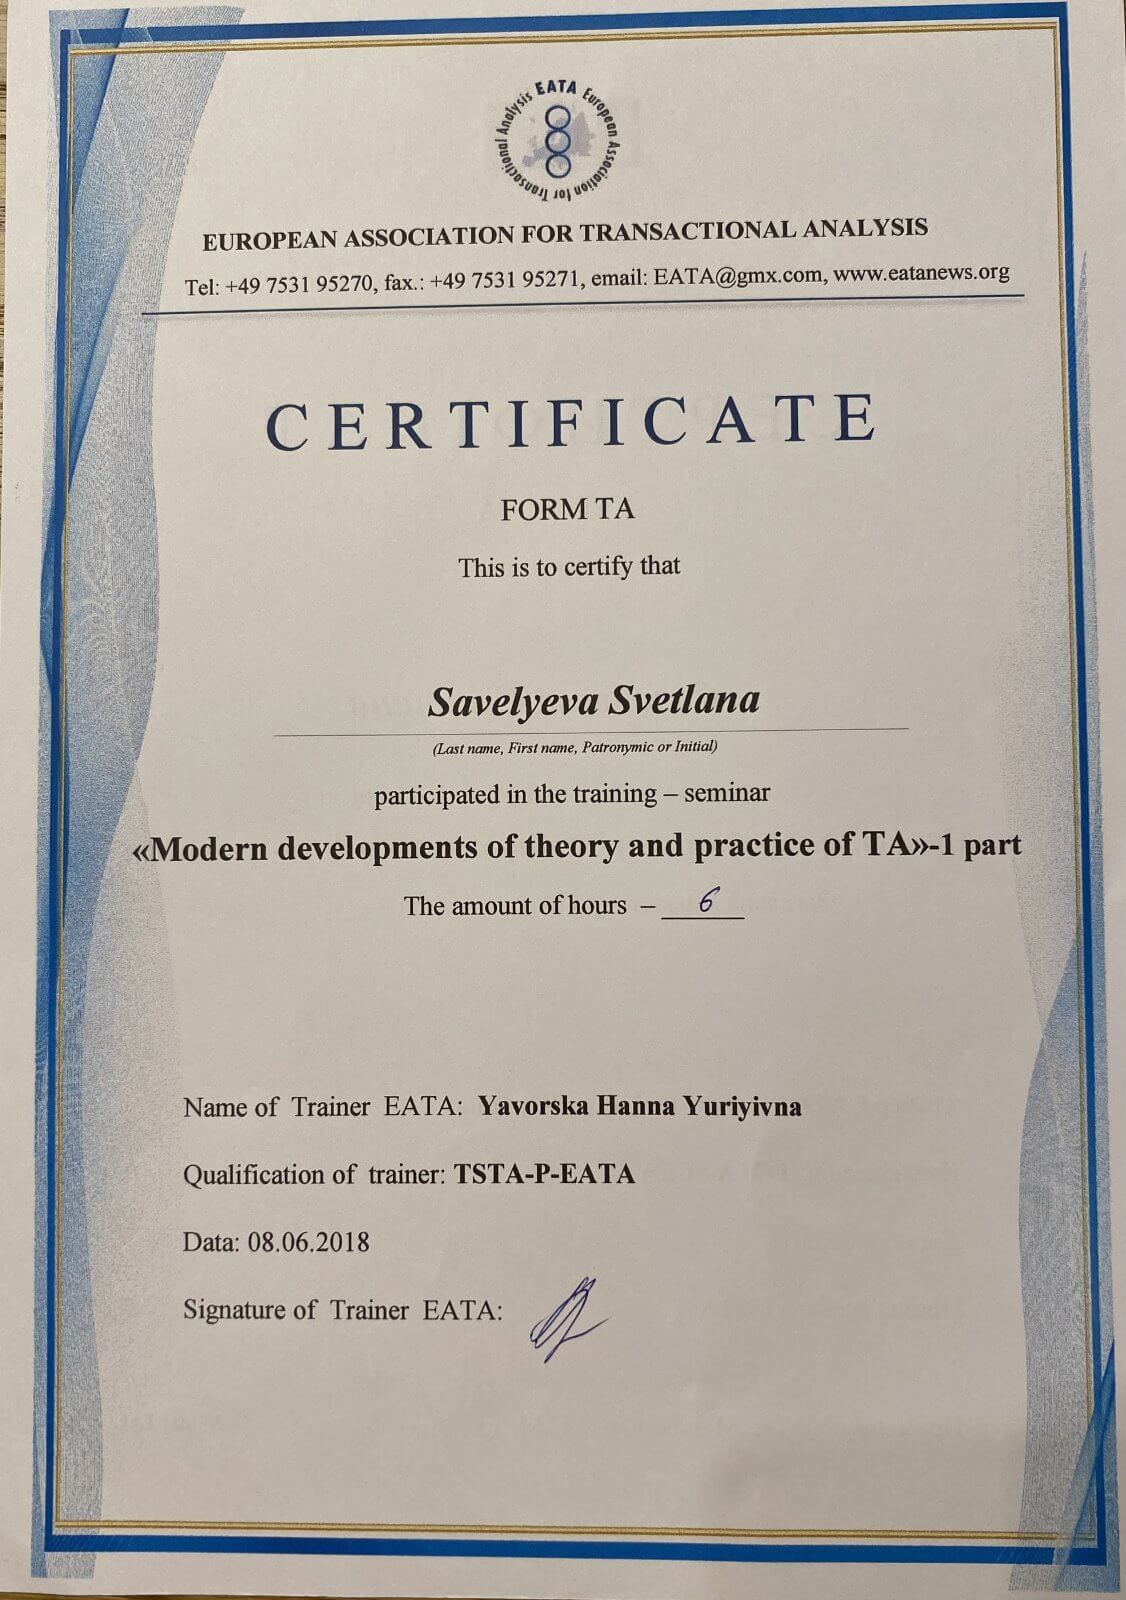 EATA European Association for Transactional Analysis
EUROPEAN ASSOCIATION FOR TRANSACTIONAL ANALYSIS
Tel: +49 7531 95270, fax.: +49 7531 95271, email: EATA@gmx.com, www.eatanews.org
CERTIFICATE
FORM TA
This is to certify that
Savelyeva Svetlana
(Last name, First name, Patronymic or Initial)
participated in the training – seminar
«Modern developments of theory and practice of TA»-1 part
The amount of hours – 6
Name of Trainer EATA: Yavorska Hanna Yuriyivna
Qualification of trainer: TSTA-P-EATA
Data: 08.06.2018
Signature of Trainer EATA: